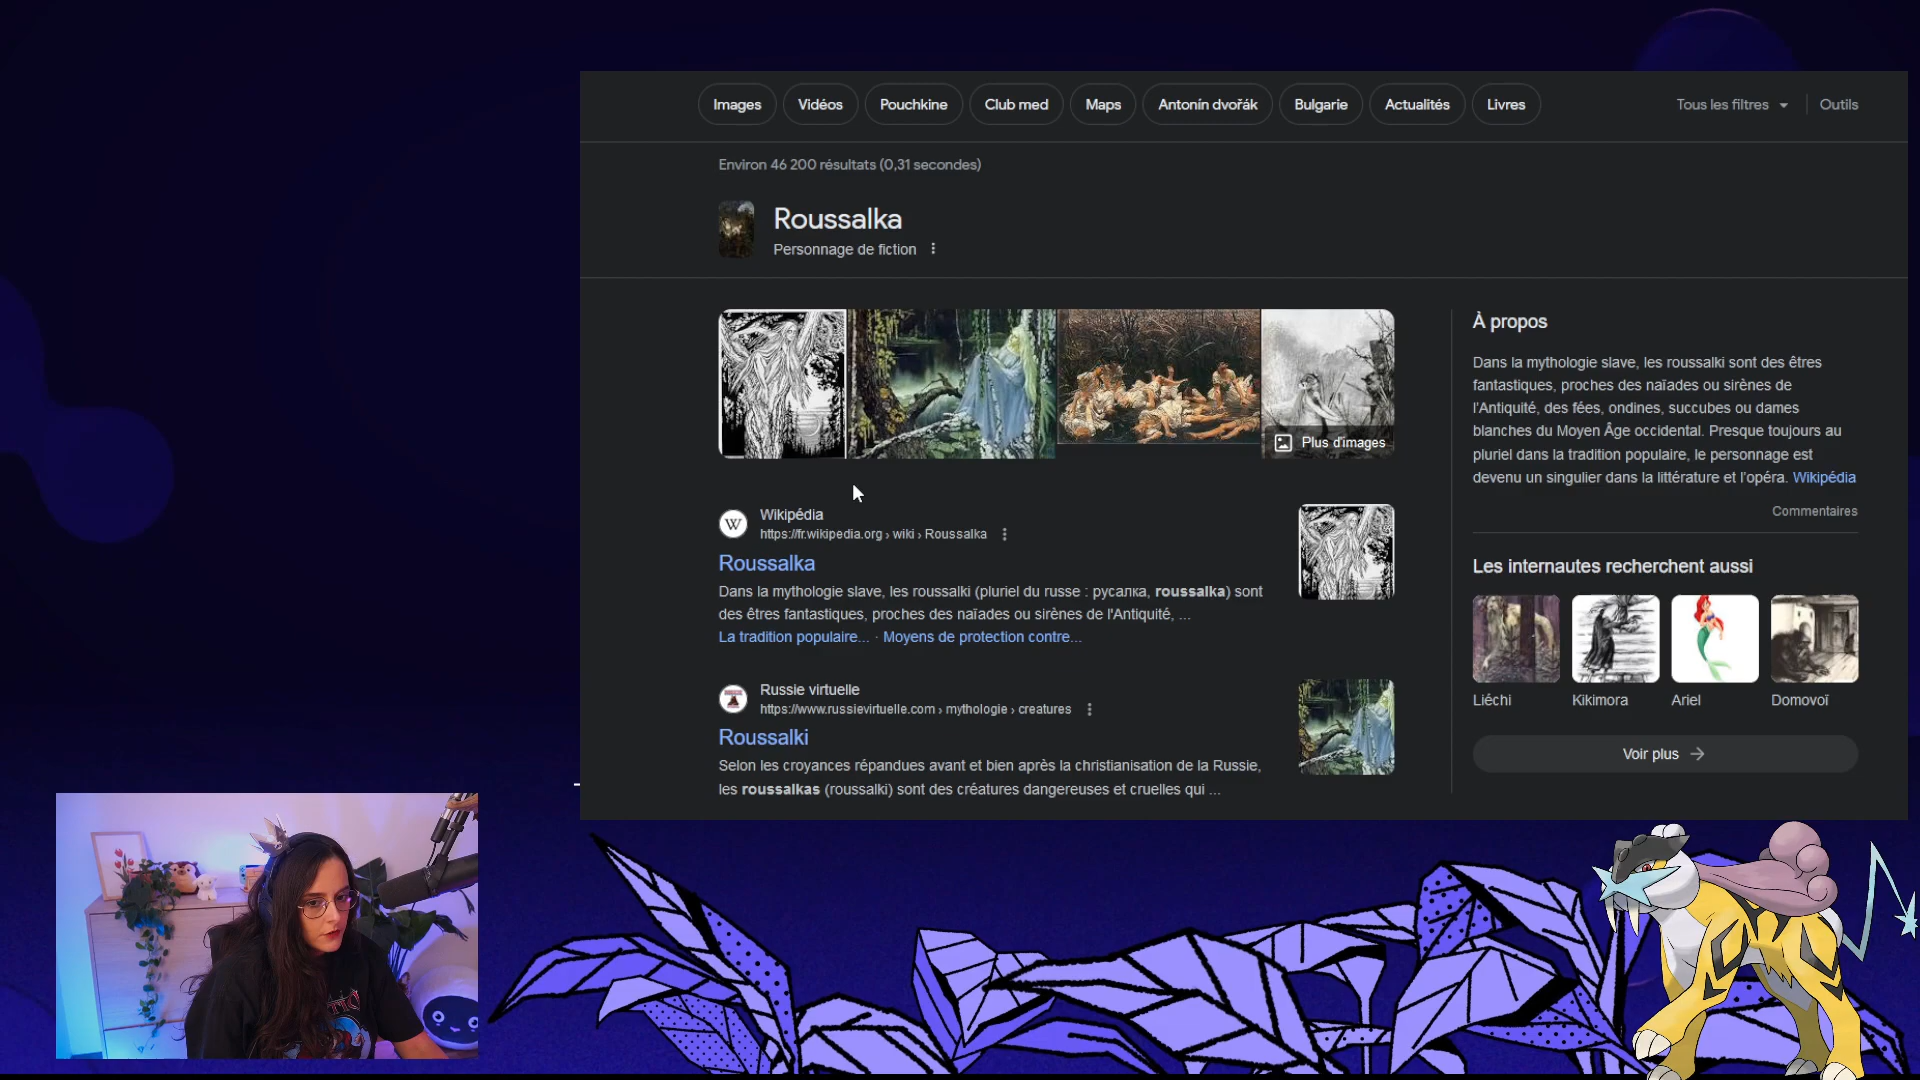 Images
Vidéos
Pouchkine
Club med
Maps
Antonín dvořák
Bulgarie
Actualités
Livres
Tous les filtres
Outils
Environ 46 200 résultats (0,31 secondes)
Roussalka
Personnage de fiction
Plus d'images
Wikipédia
https://fr.wikipedia.org › wiki › Roussalka
Roussalka
Dans la mythologie slave, les roussalki (pluriel du russe : русалка, roussalka) sont
des êtres fantastiques, proches des naïades ou sirènes de l'Antiquité, ...
La tradition populaire... · Moyens de protection contre...
Russie virtuelle
https://www.russievirtuelle.com › mythologie › creatures
Roussalki
Selon les croyances répandues avant et bien après la christianisation de la Russie,
les roussalkas (roussalki) sont des créatures dangereuses et cruelles qui ...
À propos
Dans la mythologie slave, les roussalki sont des êtres
fantastiques, proches des naïades ou sirènes de
l'Antiquité, des fées, ondines, succubes ou dames
blanches du Moyen Âge occidental. Presque toujours au
pluriel dans la tradition populaire, le personnage est
devenu un singulier dans la littérature et l'opéra. Wikipédia
Commentaires
Les internautes recherchent aussi
Liéchi
Kikimora
Ariel
Domovoï
Voir plus